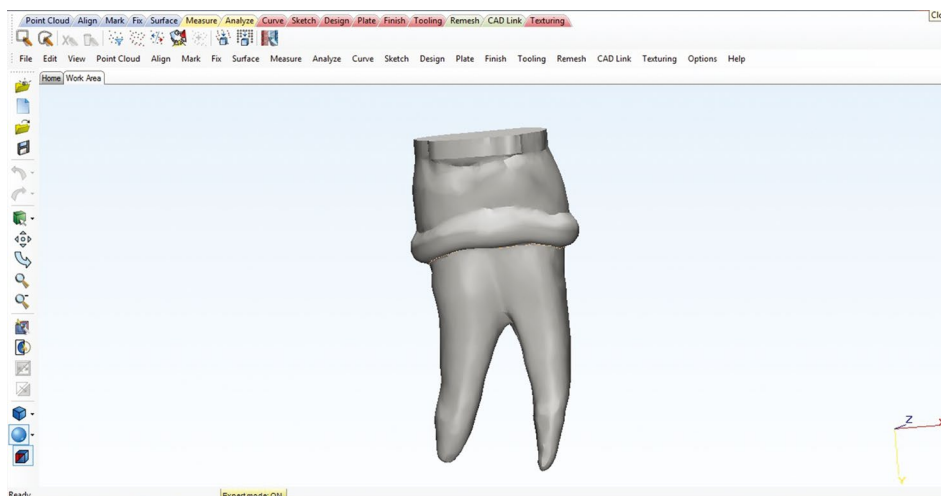 Point Cloud Align Mark Fix Surface Measure Analyze Curve Sketch Design Plate Finish Tooling Remesh CAD Link Texturing
File Edit View Point Cloud Align Mark Fix Surface Measure Analyze Curve Sketch Design Plate Finish Tooling Remesh CAD Link Texturing Options Help
Home Work Area
Z
Y
Ready Expert mode: ON